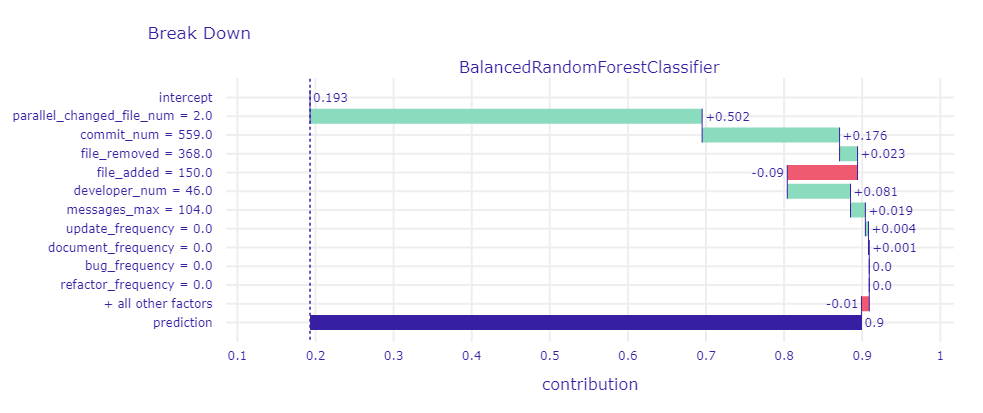 Break Down
BalancedRandomForestClassifier
intercept 0.193
parallel_changed_file_num = 2.0 +0.502
commit_num = 559.0 +0.176
file_removed = 368.0 +0.023
file_added = 150.0 -0.09
developer_num = 46.0 +0.081
messages_max = 104.0 +0.019
update_frequency = 0.0 +0.004
document_frequency = 0.0 +0.001
bug_frequency = 0.0 0.0
refactor_frequency = 0.0 0.0
+ all other factors -0.01
prediction 0.9
0.1 0.2 0.3 0.4 0.5 0.6 0.7 0.8 0.9 1
contribution